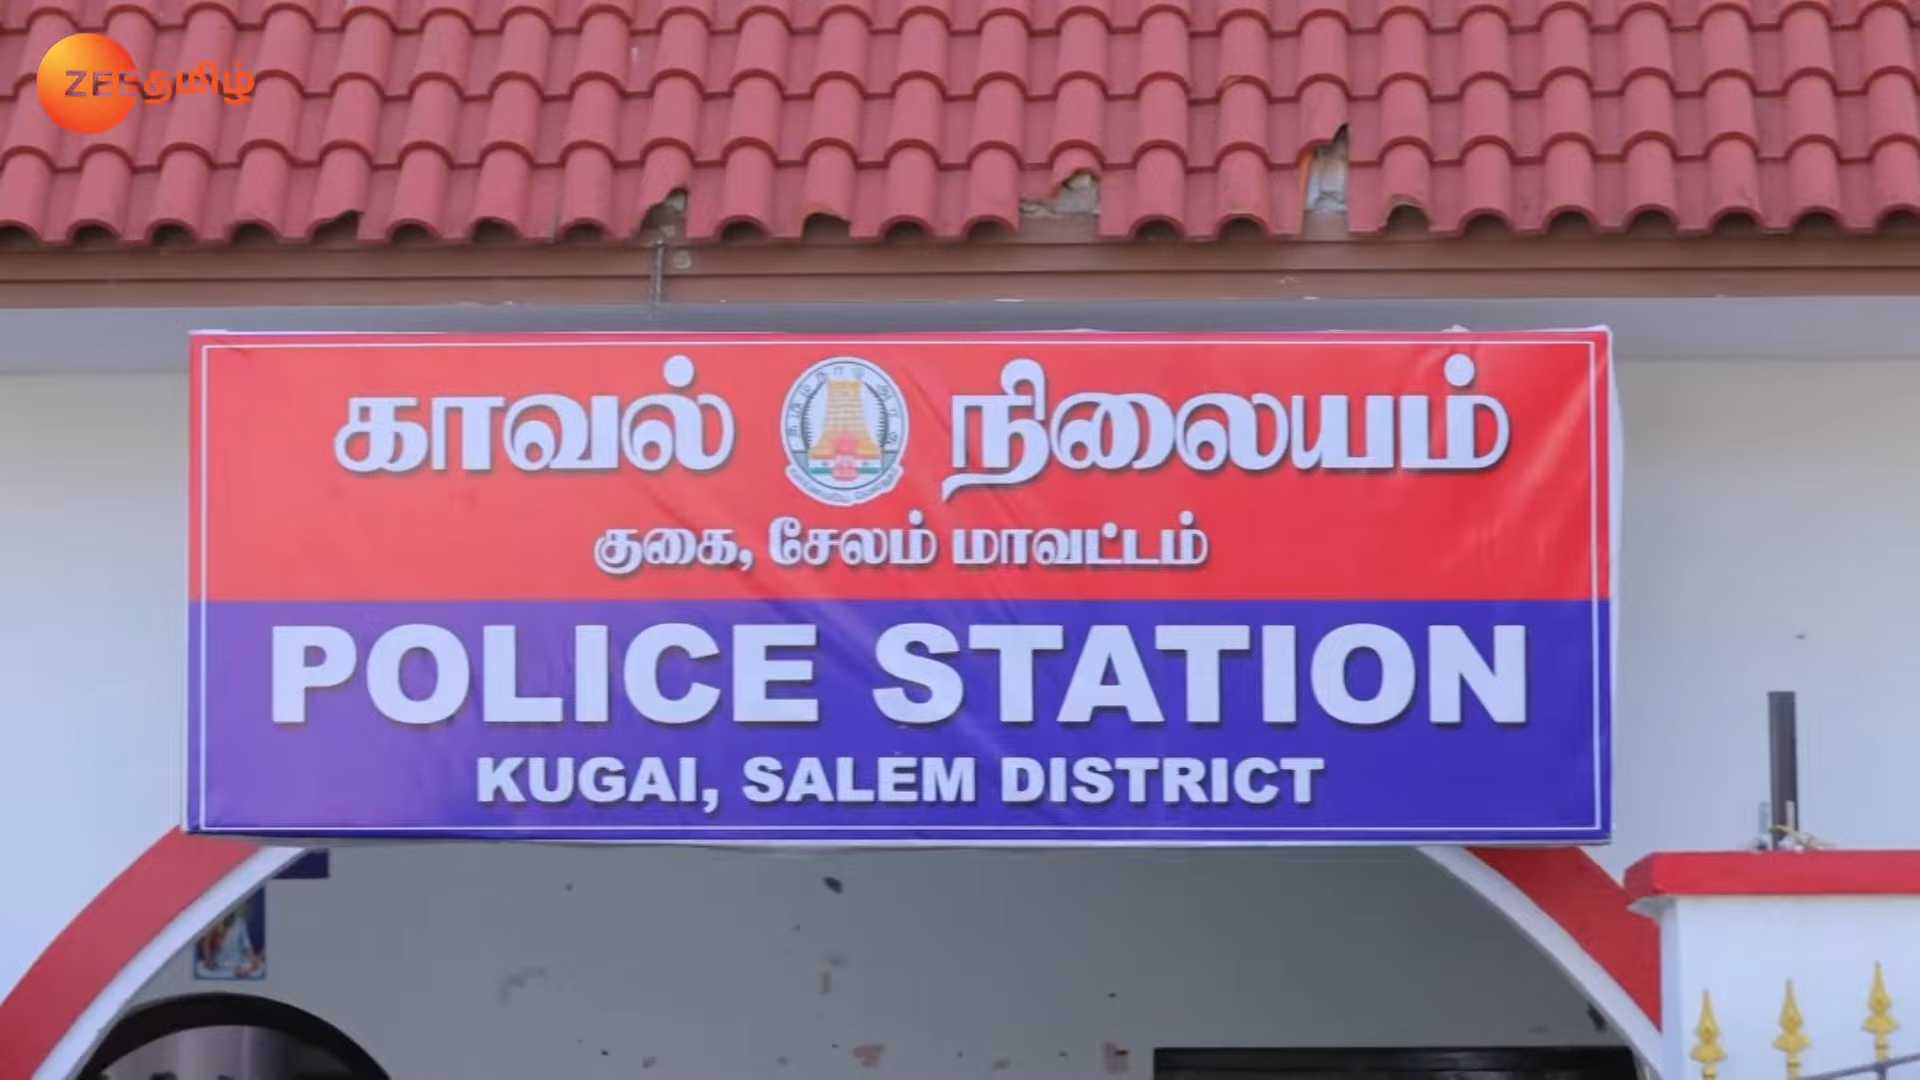 ZEE தமிழ்
காவல் நிலையம்
குகை, சேலம் மாவட்டம்
POLICE STATION
KUGAI, SALEM DISTRICT